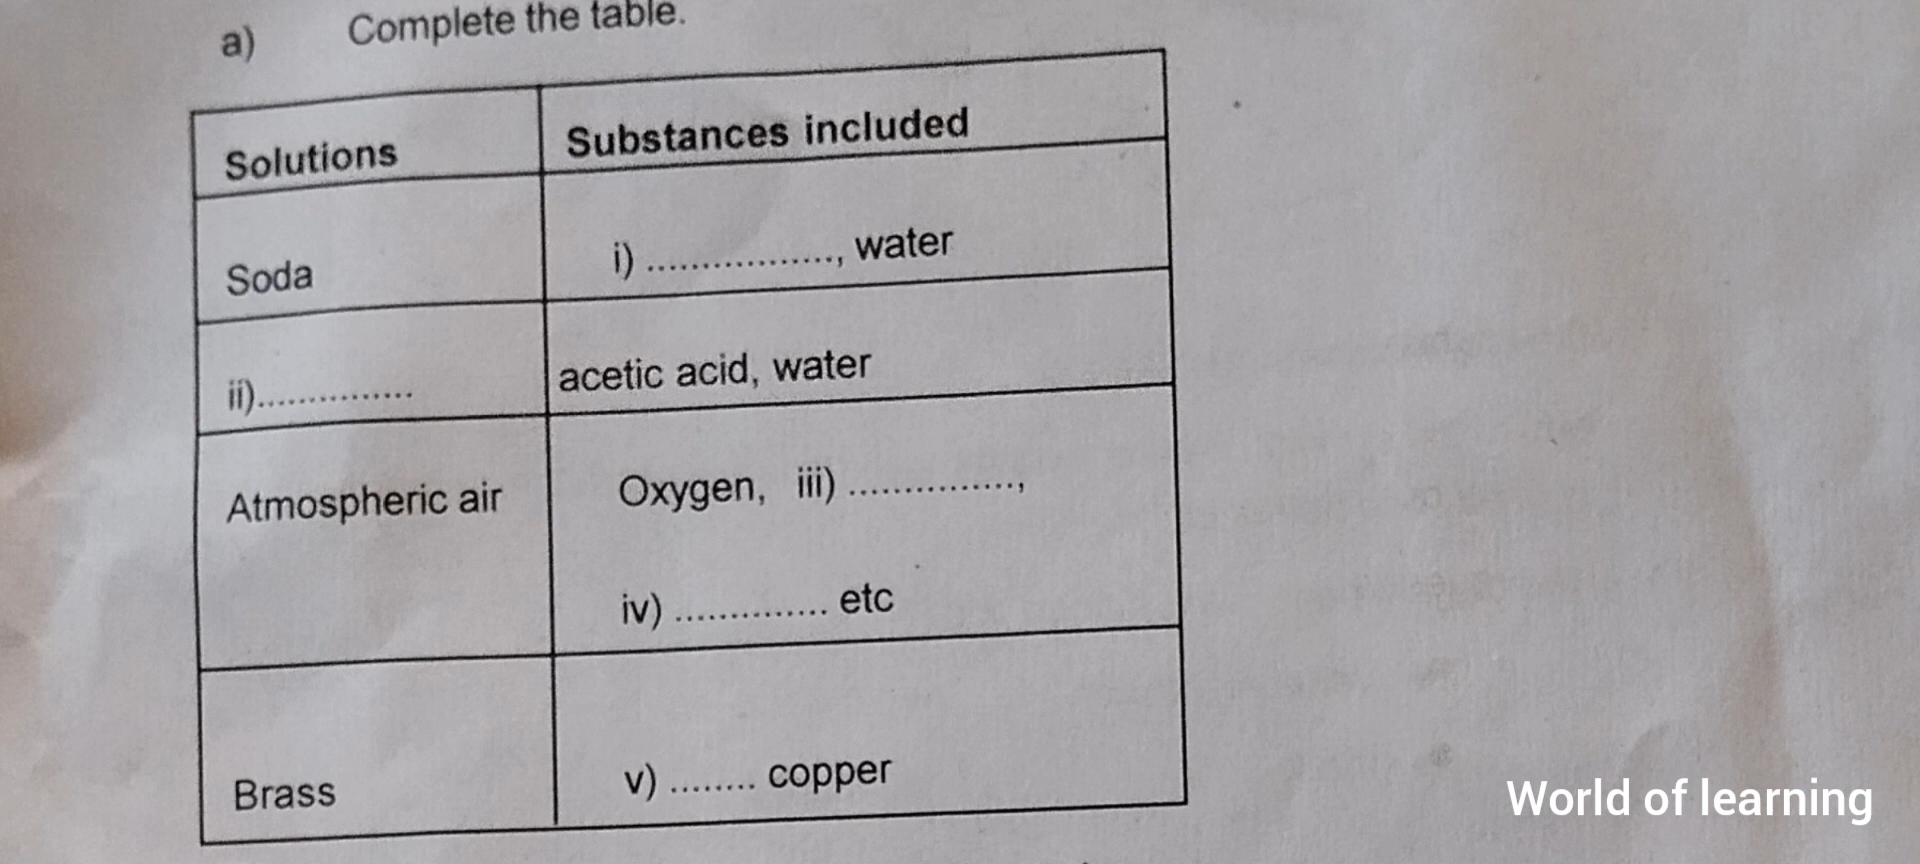 a) Complete the table.
Solutions Substances included
Soda i) ................., water
ii)............... acetic acid, water
Atmospheric air Oxygen, iii) ...............,
iv) .............. etc
Brass v) ........ copper
World of learning